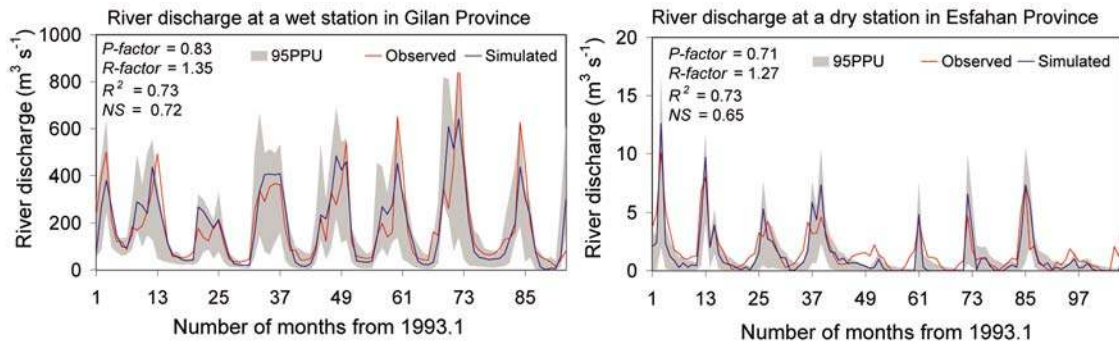 River discharge at a wet station in Gilan Province
River discharge (m³ s⁻¹)
1000
800
600
400
200
0
P-factor = 0.83
R-factor = 1.35
R² = 0.73
NS = 0.72
95PPU Observed Simulated
1 13 25 37 49 61 73 85
Number of months from 1993.1
River discharge at a dry station in Esfahan Province
River discharge (m³ s⁻¹)
20
15
10
5
0
P-factor = 0.71
R-factor = 1.27
R² = 0.73
NS = 0.65
95PPU Observed Simulated
1 13 25 37 49 61 73 85 97
Number of months from 1993.1